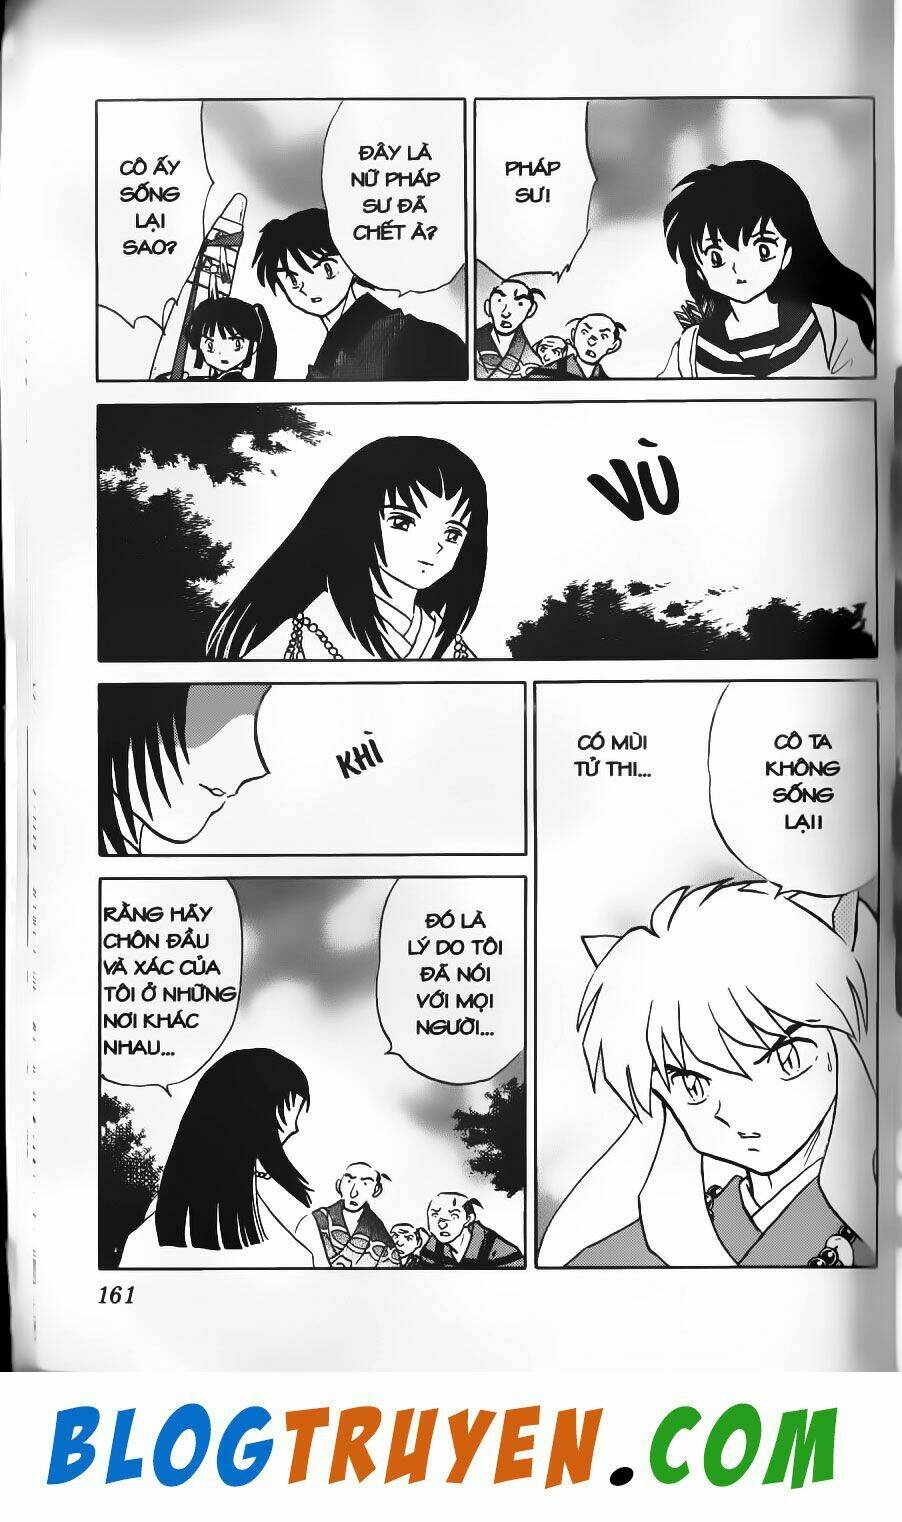 PHÁP
SƯ!
ĐÂY LÀ
NỮ PHÁP
SƯ ĐÃ
CHẾT À?
CÔ ẤY
SỐNG
LẠI
SAO?
VÙ
CÔ TA
KHÔNG
SỐNG
LẠI!
CÓ MÙI
TỬ THI...
KHÌ
ĐÓ LÀ
LÝ DO TÔI
ĐÃ NÓI
VỚI MỌI
NGƯỜI...
RẰNG HÃY
CHÔN ĐẦU
VÀ XÁC CỦA
TÔI Ở NHỮNG
NƠI KHÁC
NHAU...
161
BLOGTRUYEN.COM